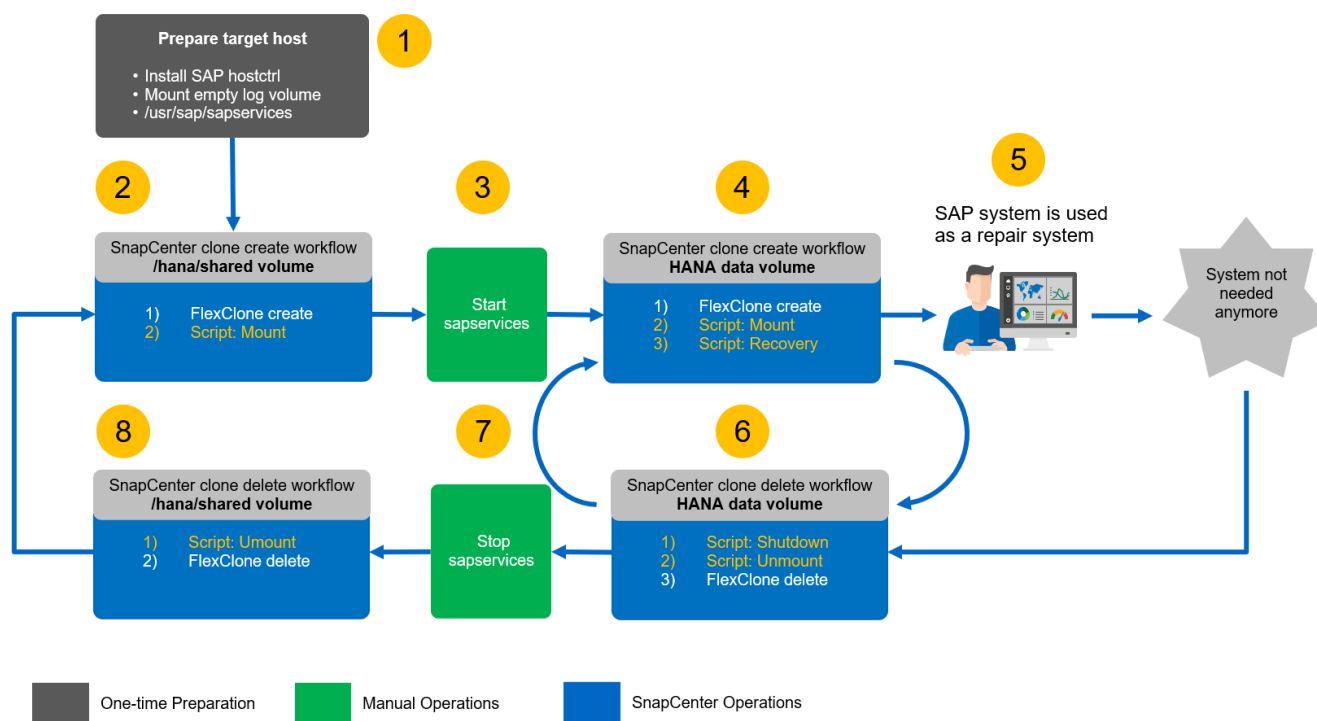 Prepare target host
• Install SAP hostctrl
• Mount empty log volume
• /usr/sap/sapservices
1
2
3
4
5
SnapCenter clone create workflow
/hana/shared volume
1) FlexClone create
2) Script: Mount
Start
sapservices
SnapCenter clone create workflow
HANA data volume
1) FlexClone create
2) Script: Mount
3) Script: Recovery
SAP system is used
as a repair system
System not
needed
anymore
8
7
6
SnapCenter clone delete workflow
/hana/shared volume
1) Script: Umount
2) FlexClone delete
Stop
sapservices
SnapCenter clone delete workflow
HANA data volume
1) Script: Shutdown
2) Script: Unmount
3) FlexClone delete
One-time Preparation
Manual Operations
SnapCenter Operations